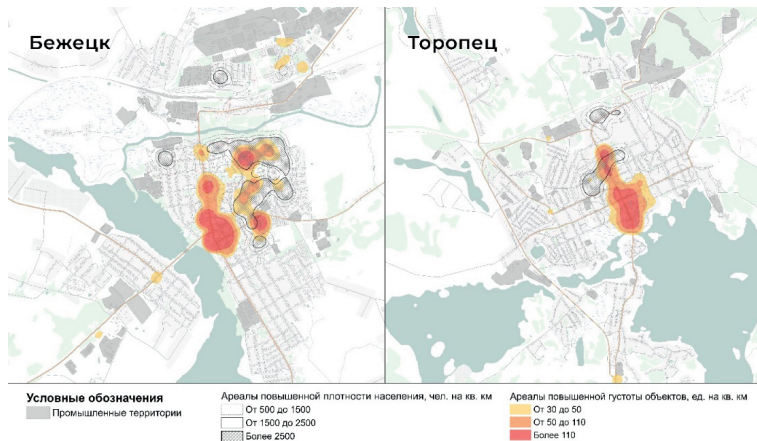 Бежецк
Торопец
Условные обозначения
Промышленные территории
Ареалы повышенной плотности населения, чел. на кв. км
От 500 до 1500
От 1500 до 2500
Более 2500
Ареалы повышенной густоты объектов, ед. на кв. км
От 30 до 50
От 50 до 110
Более 110